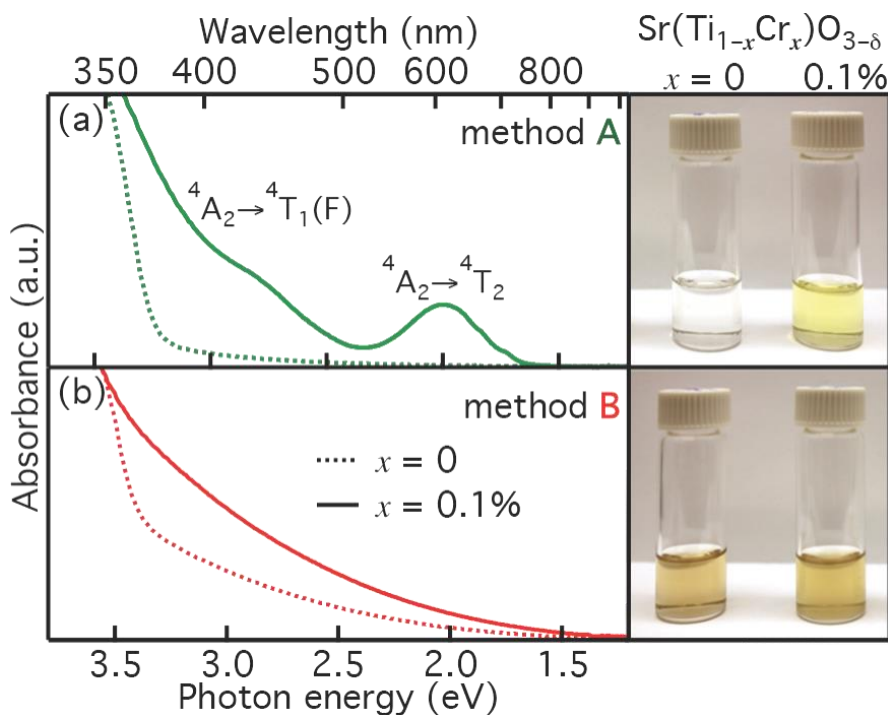 Wavelength (nm)
350 400 500 600 800
Sr(Ti₁₋ₓCrₓ)O₃₋δ
x = 0 0.1%
(a) method A
⁴A₂→⁴T₁(F)
⁴A₂→⁴T₂
Absorbance (a.u.)
(b) method B
x = 0
x = 0.1%
3.5 3.0 2.5 2.0 1.5
Photon energy (eV)